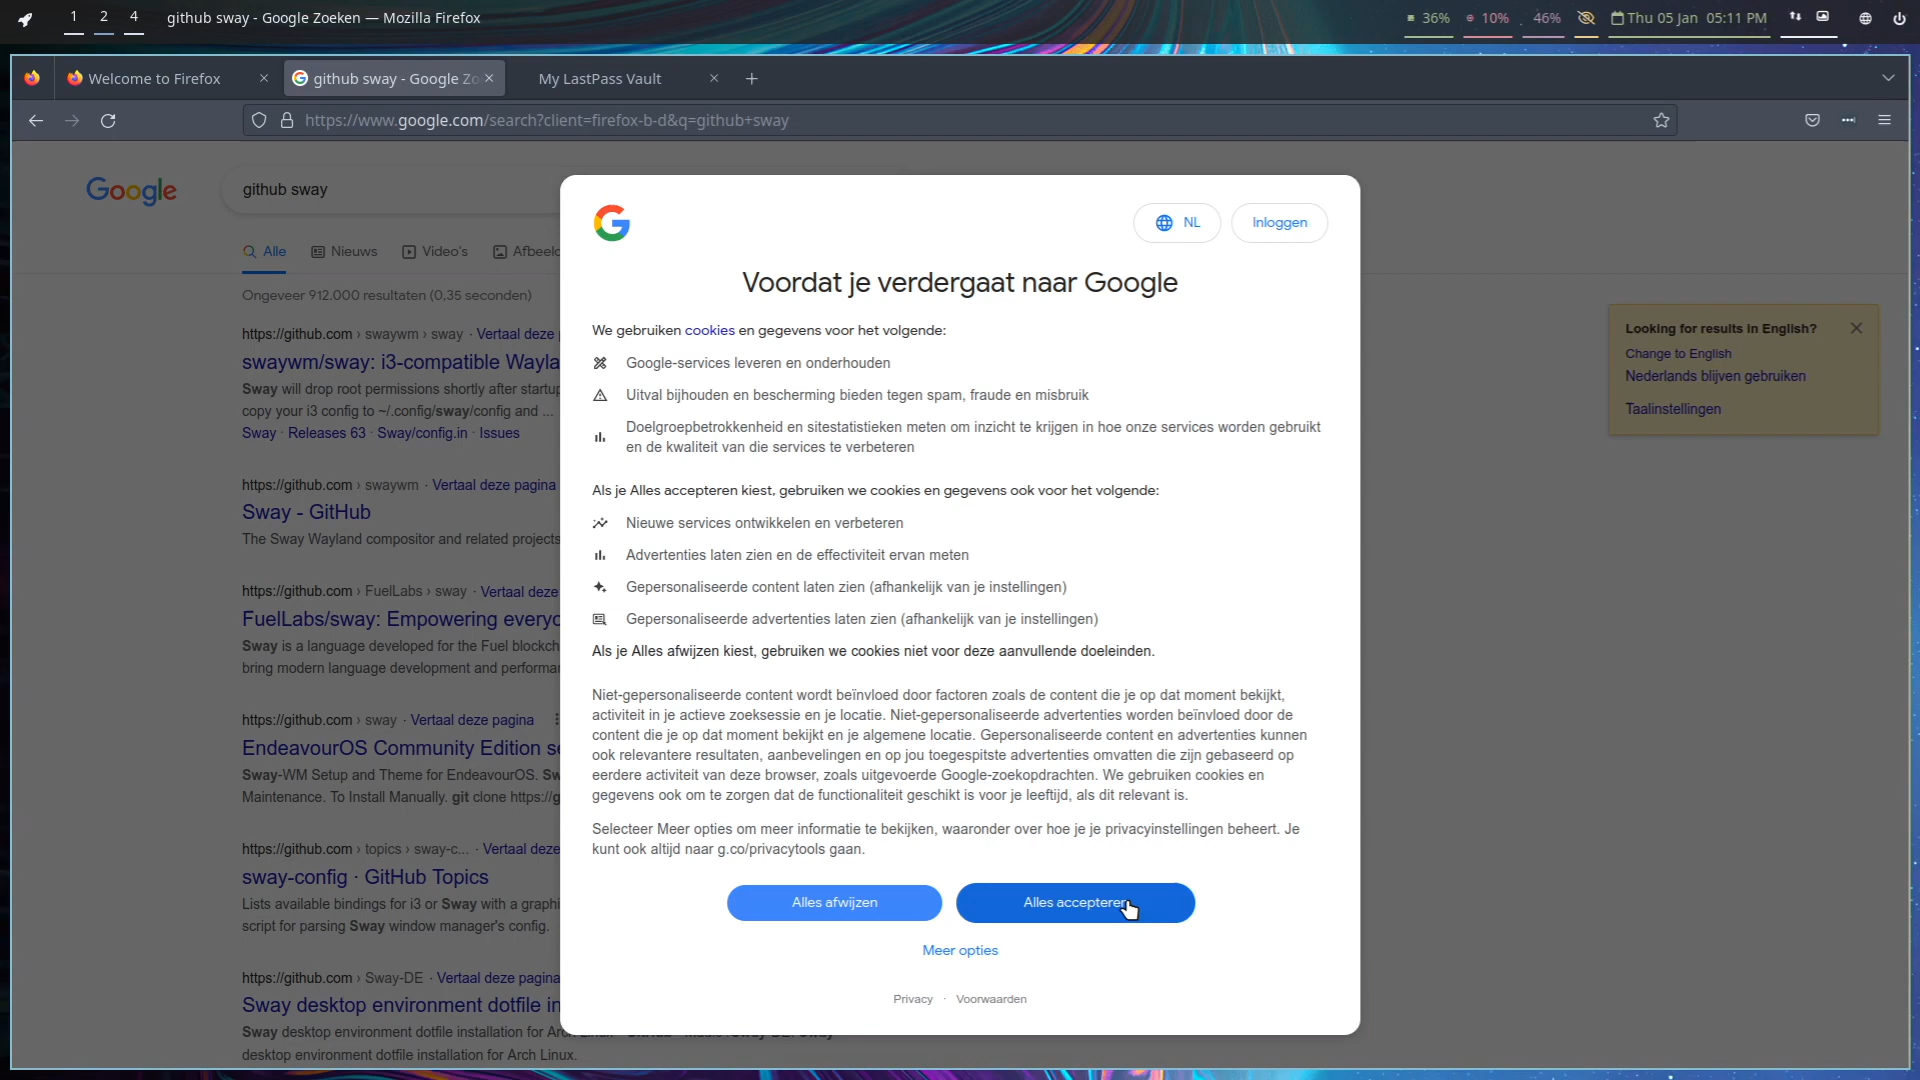 1 2 4 github sway - Google Zoeken — Mozilla Firefox
36% 10% 46% Thu 05 Jan 05:11 PM
Welcome to Firefox
github sway - Google Zo
My LastPass Vault
https://www.google.com/search?client=firefox-b-d&q=github+sway
Google
github sway
Alle Nieuws Video's Afbeeld
Ongeveer 912.000 resultaten (0,35 seconden)
https://github.com › swaywm › sway · Vertaal deze
swaywm/sway: i3-compatible Wayla
Sway will drop root permissions shortly after startup
copy your i3 config to ~/.config/sway/config and ...
Sway · Releases 63 · Sway/config.in · Issues
https://github.com › swaywm · Vertaal deze pagina
Sway - GitHub
The Sway Wayland compositor and related projects
https://github.com › FuelLabs › sway · Vertaal deze
FuelLabs/sway: Empowering everyo
Sway is a language developed for the Fuel blockch
bring modern language development and performa
https://github.com › sway · Vertaal deze pagina
EndeavourOS Community Edition s
Sway-WM Setup and Theme for EndeavourOS. Sw
Maintenance. To Install Manually. git clone https://g
https://github.com › topics › sway-c... · Vertaal deze
sway-config · GitHub Topics
Lists available bindings for i3 or Sway with a graphi
script for parsing Sway window manager's config.
https://github.com › Sway-DE · Vertaal deze pagina
Sway desktop environment dotfile in
Sway desktop environment dotfile installation for Arc
desktop environment dotfile installation for Arch Linux.
NL
Inloggen
Voordat je verdergaat naar Google
We gebruiken cookies en gegevens voor het volgende:
Google-services leveren en onderhouden
Uitval bijhouden en bescherming bieden tegen spam, fraude en misbruik
Doelgroepbetrokkenheid en sitestatistieken meten om inzicht te krijgen in hoe onze services worden gebruikt
en de kwaliteit van die services te verbeteren
Als je Alles accepteren kiest, gebruiken we cookies en gegevens ook voor het volgende:
Nieuwe services ontwikkelen en verbeteren
Advertenties laten zien en de effectiviteit ervan meten
Gepersonaliseerde content laten zien (afhankelijk van je instellingen)
Gepersonaliseerde advertenties laten zien (afhankelijk van je instellingen)
Als je Alles afwijzen kiest, gebruiken we cookies niet voor deze aanvullende doeleinden.
Niet-gepersonaliseerde content wordt beïnvloed door factoren zoals de content die je op dat moment bekijkt,
activiteit in je actieve zoeksessie en je locatie. Niet-gepersonaliseerde advertenties worden beïnvloed door de
content die je op dat moment bekijkt en je algemene locatie. Gepersonaliseerde content en advertenties kunnen
ook relevantere resultaten, aanbevelingen en op jou toegespitste advertenties omvatten die zijn gebaseerd op
eerdere activiteit van deze browser, zoals uitgevoerde Google-zoekopdrachten. We gebruiken cookies en
gegevens ook om te zorgen dat de functionaliteit geschikt is voor je leeftijd, als dit relevant is.
Selecteer Meer opties om meer informatie te bekijken, waaronder over hoe je je privacyinstellingen beheert. Je
kunt ook altijd naar g.co/privacytools gaan.
Alles afwijzen
Alles accepteren
Meer opties
Privacy · Voorwaarden
Looking for results in English?
Change to English
Nederlands blijven gebruiken
Taalinstellingen